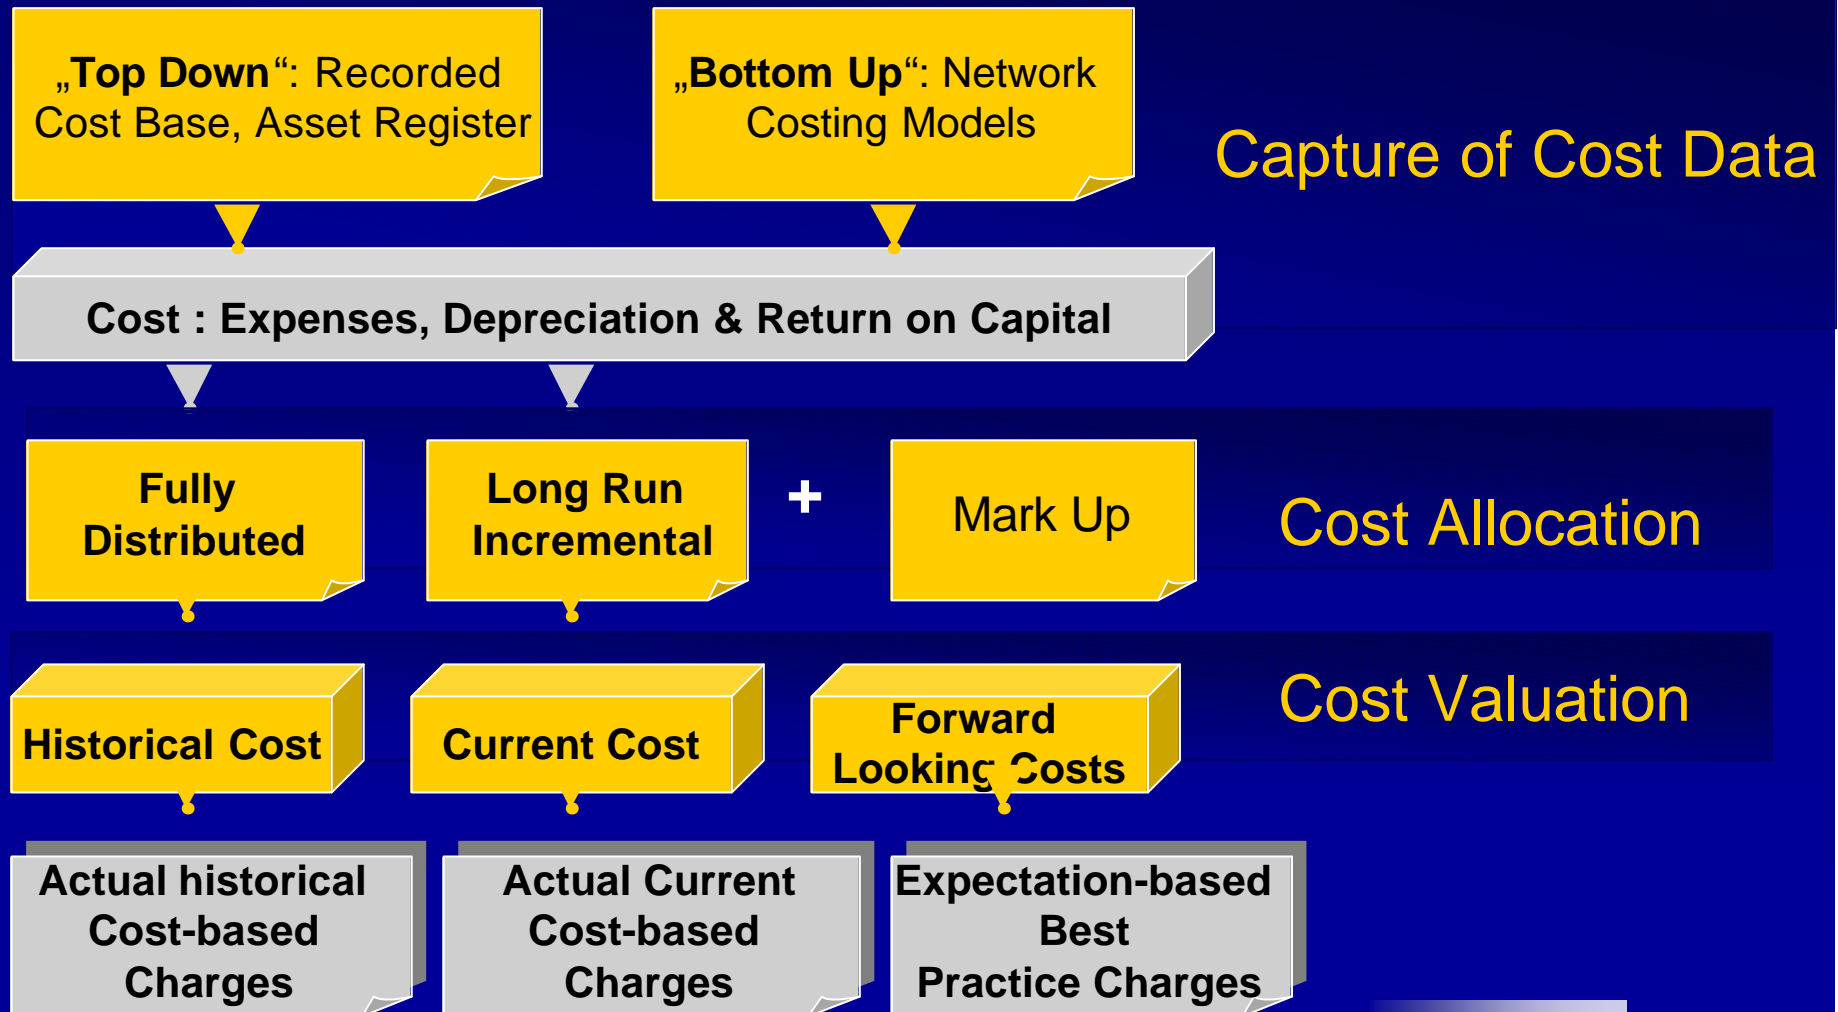 „Top Down“: Recorded
Cost Base, Asset Register
„Bottom Up“: Network
Costing Models
Capture of Cost Data
Cost : Expenses, Depreciation & Return on Capital
Fully
Distributed
Long Run
Incremental
+
Mark Up
Cost Allocation
Historical Cost
Current Cost
Forward
Looking Costs
Cost Valuation
Actual historical
Cost-based
Charges
Actual Current
Cost-based
Charges
Expectation-based
Best
Practice Charges